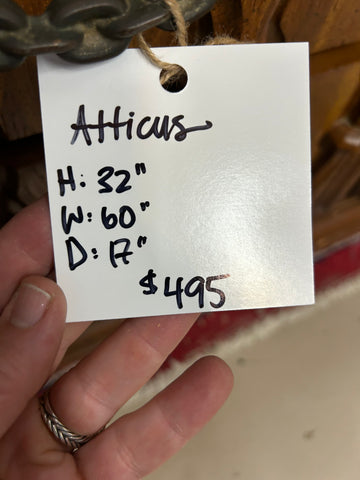 Atticus
H: 32"
W: 60"
D: 17"
$495